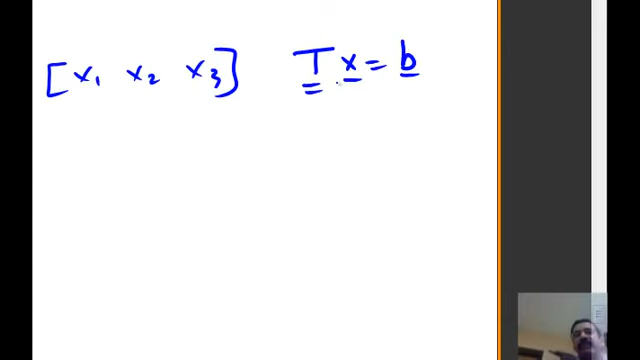 [x₁ x₂ x₃] T x = b